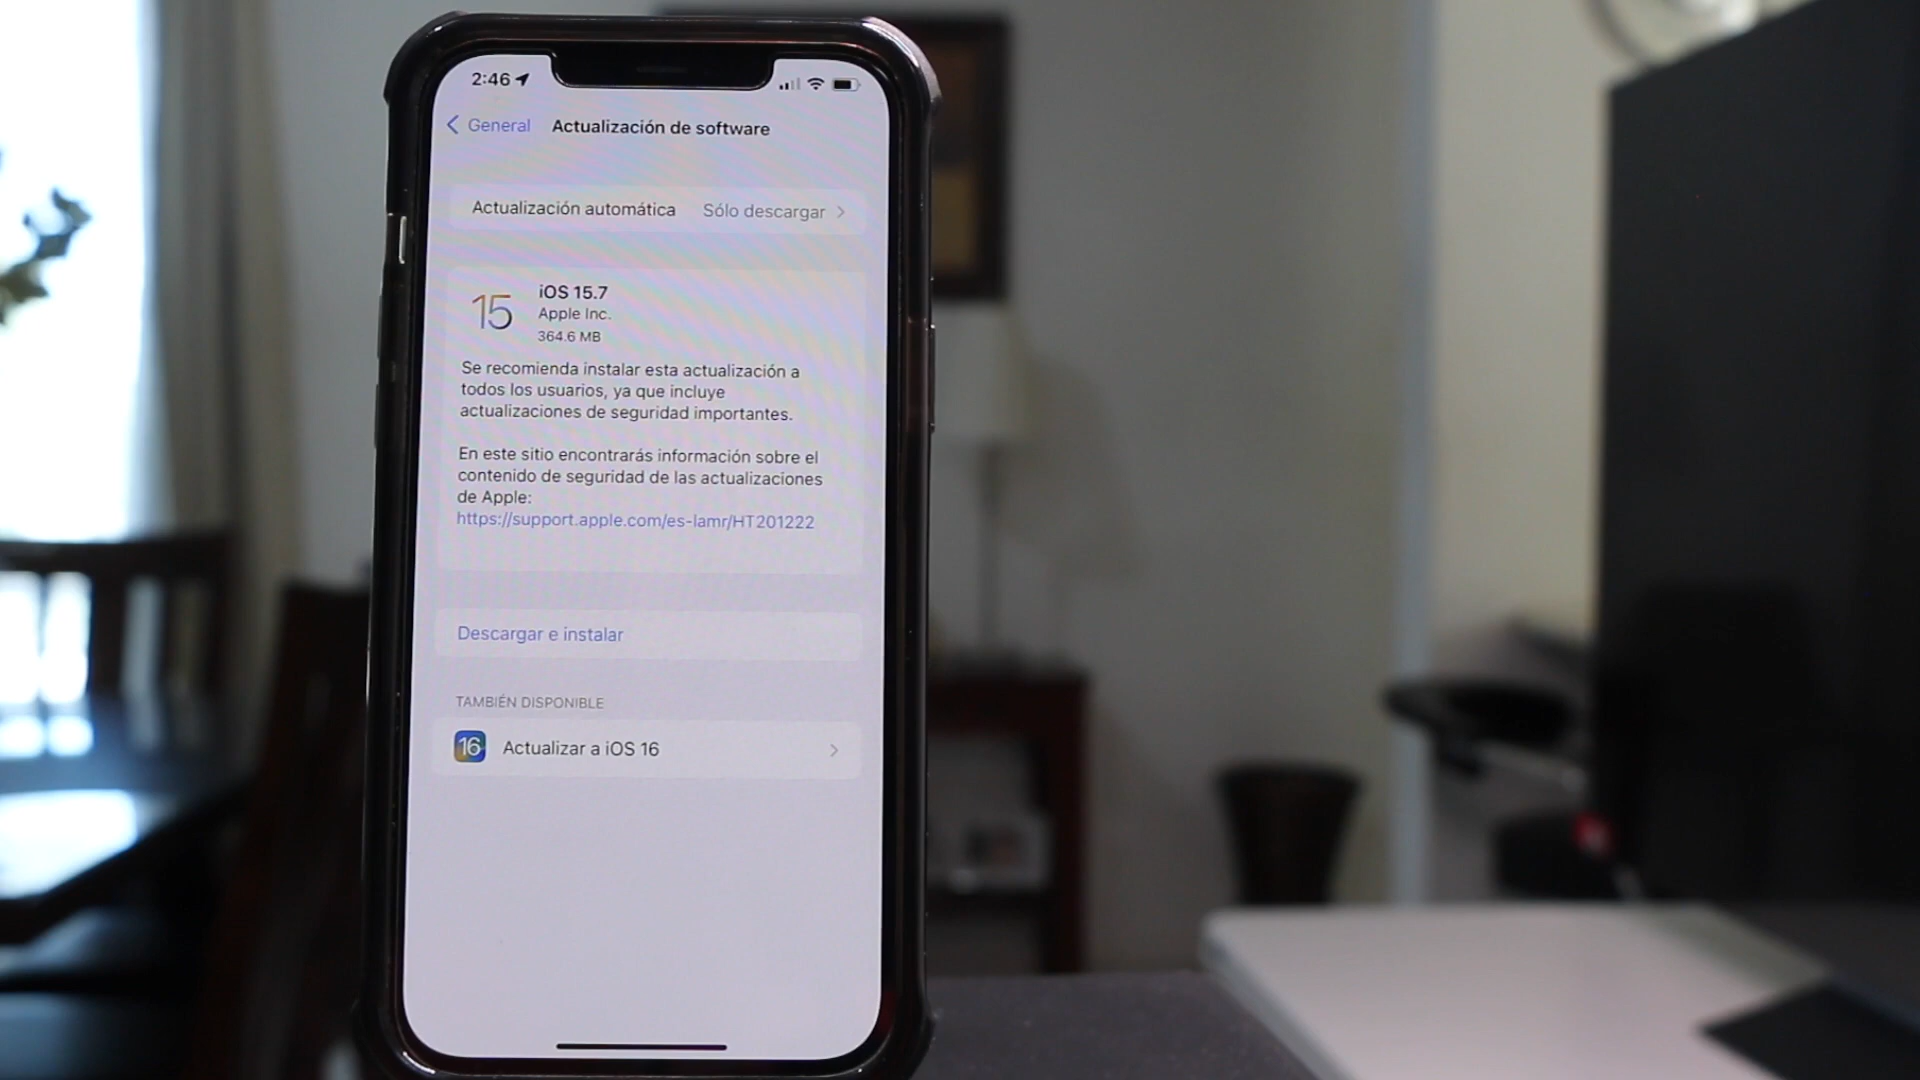 2:46
General
Actualización de software
Actualización automática
Sólo descargar
15
iOS 15.7
Apple Inc.
364.6 MB
Se recomienda instalar esta actualización a
todos los usuarios, ya que incluye
actualizaciones de seguridad importantes.
En este sitio encontrarás información sobre el
contenido de seguridad de las actualizaciones
de Apple:
https://support.apple.com/es-lamr/HT201222
Descargar e instalar
TAMBIÉN DISPONIBLE
16
Actualizar a iOS 16